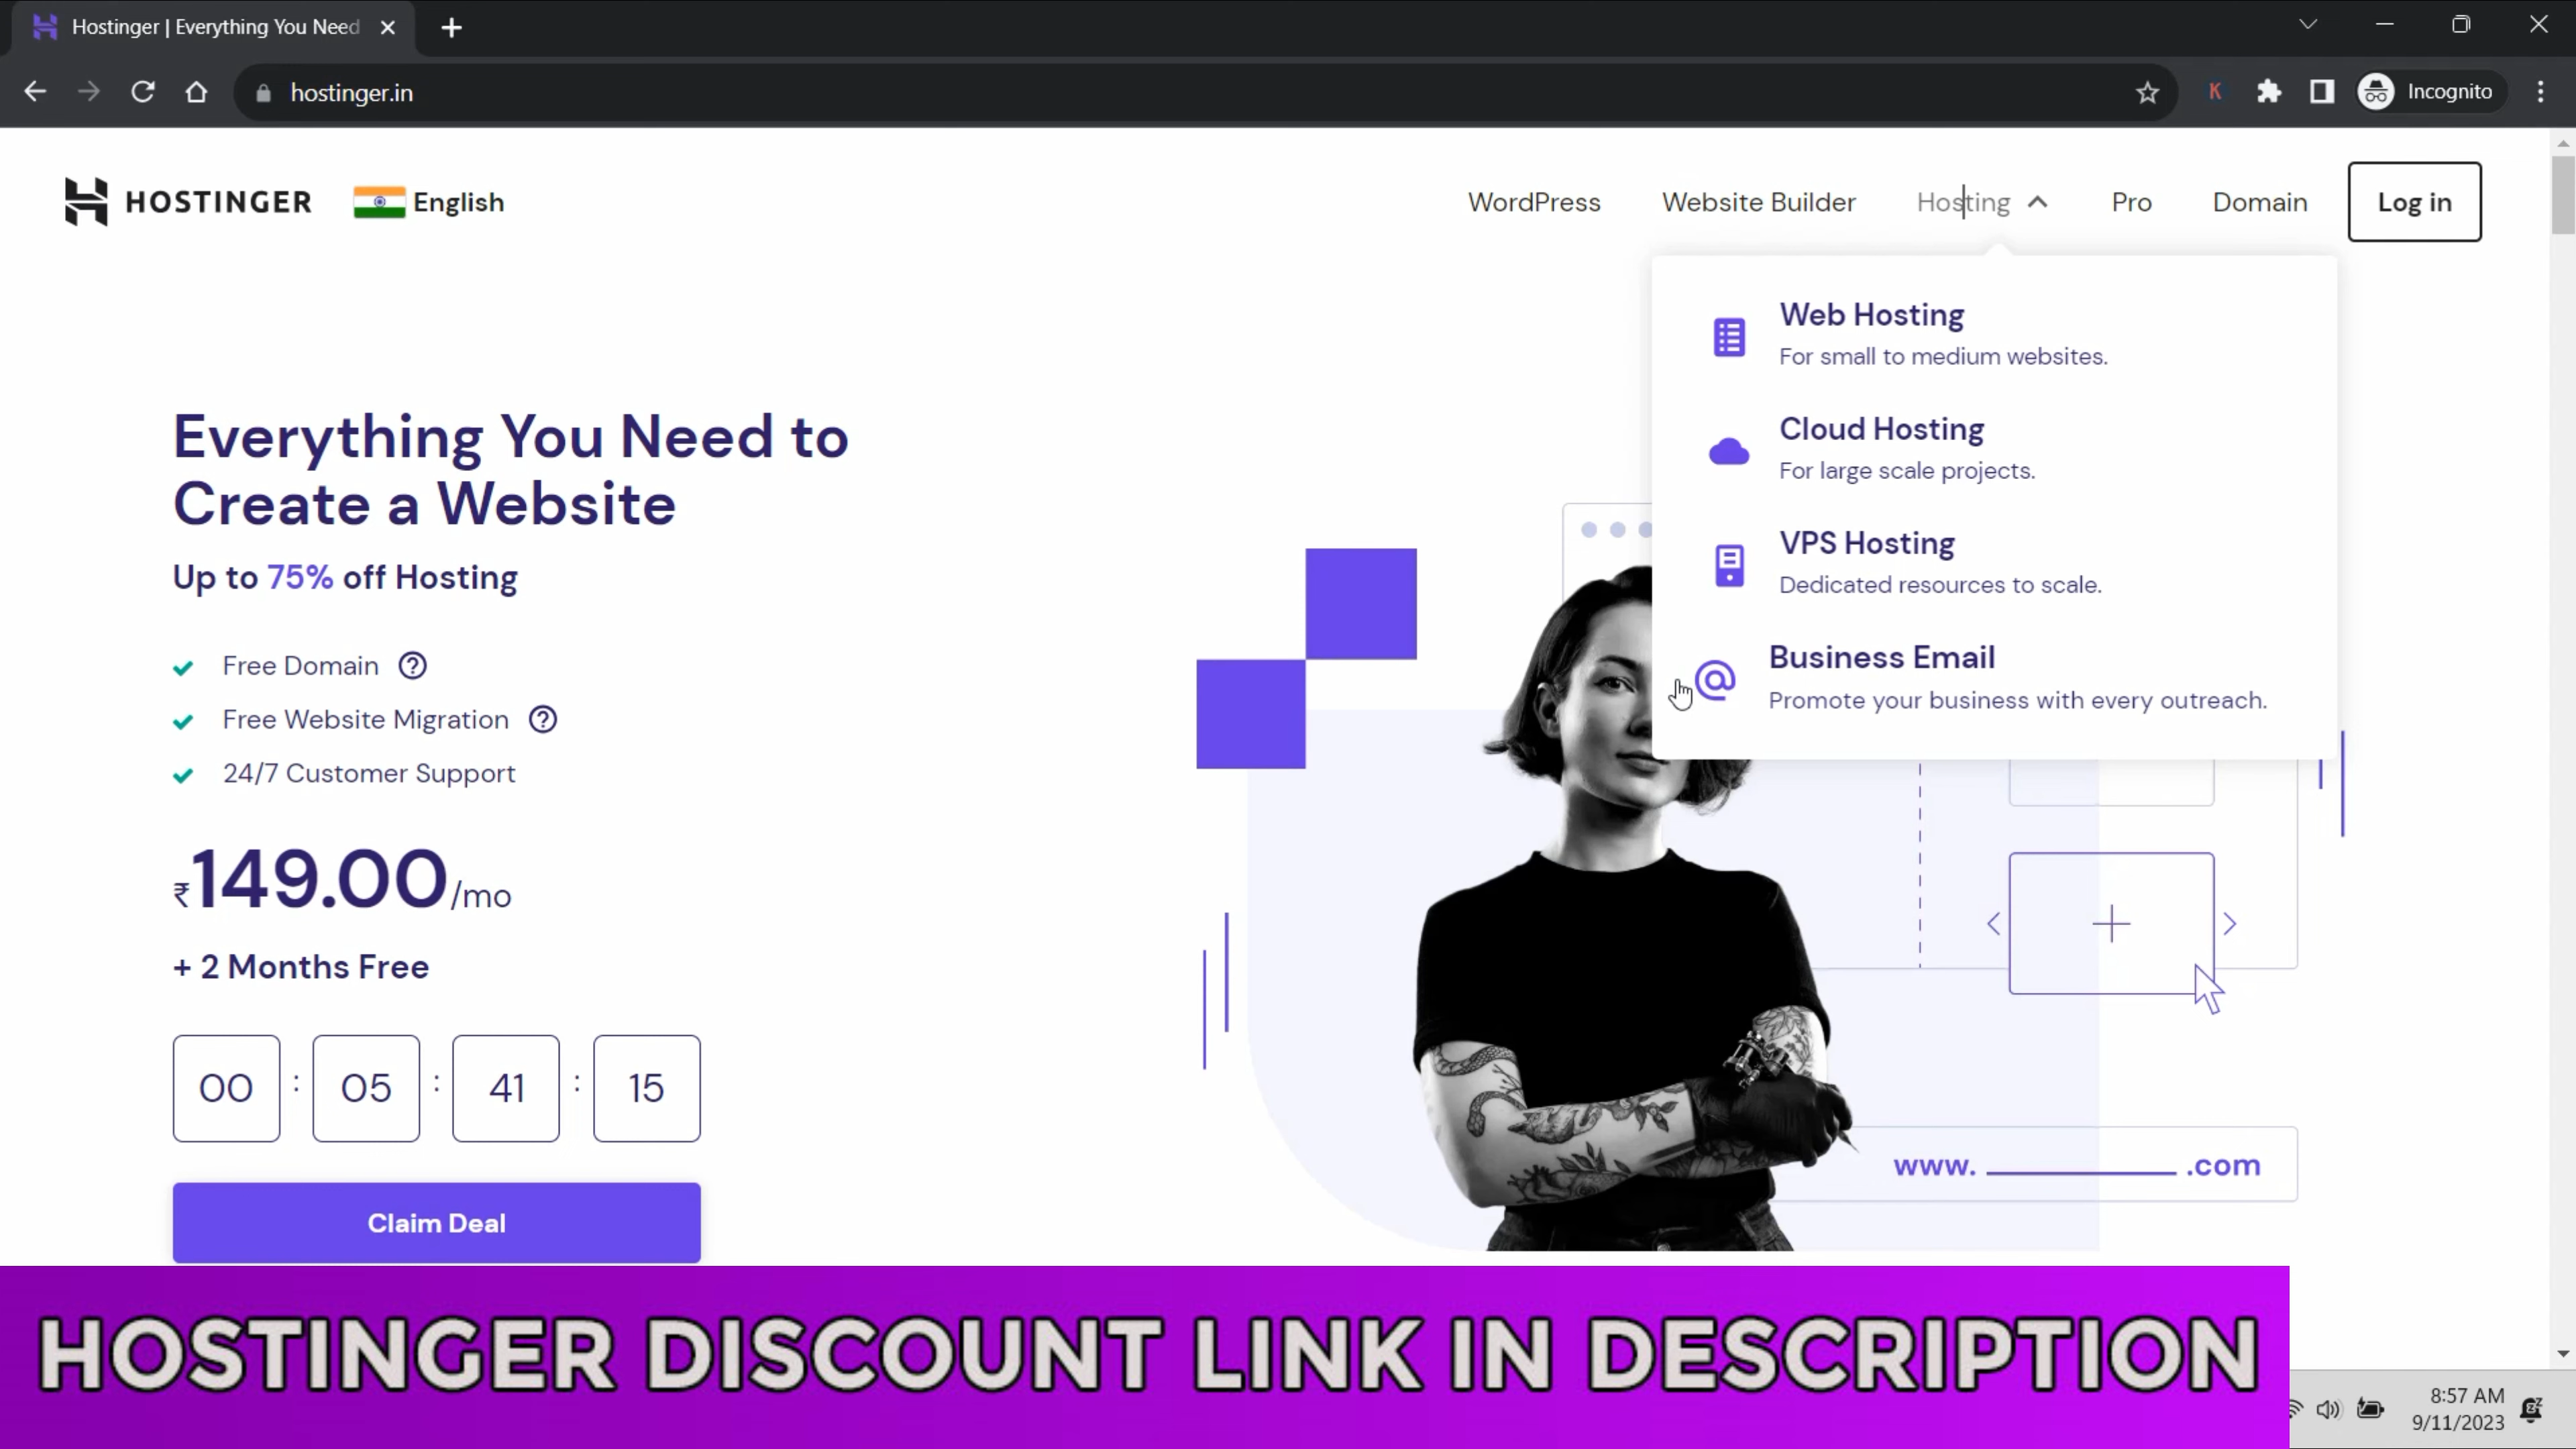 Hostinger | Everything You Need
hostinger.in
K
Incognito
HOSTINGER
English
WordPress
Website Builder
Hosting
Pro
Domain
Log in
Web Hosting
For small to medium websites.
Cloud Hosting
For large scale projects.
VPS Hosting
Dedicated resources to scale.
Business Email
Promote your business with every outreach.
Everything You Need to
Create a Website
Up to 75% off Hosting
Free Domain
Free Website Migration
24/7 Customer Support
₹149.00/mo
+ 2 Months Free
00 : 05 : 41 : 15
Claim Deal
www. .com
HOSTINGER DISCOUNT LINK IN DESCRIPTION
8:57 AM
9/11/2023